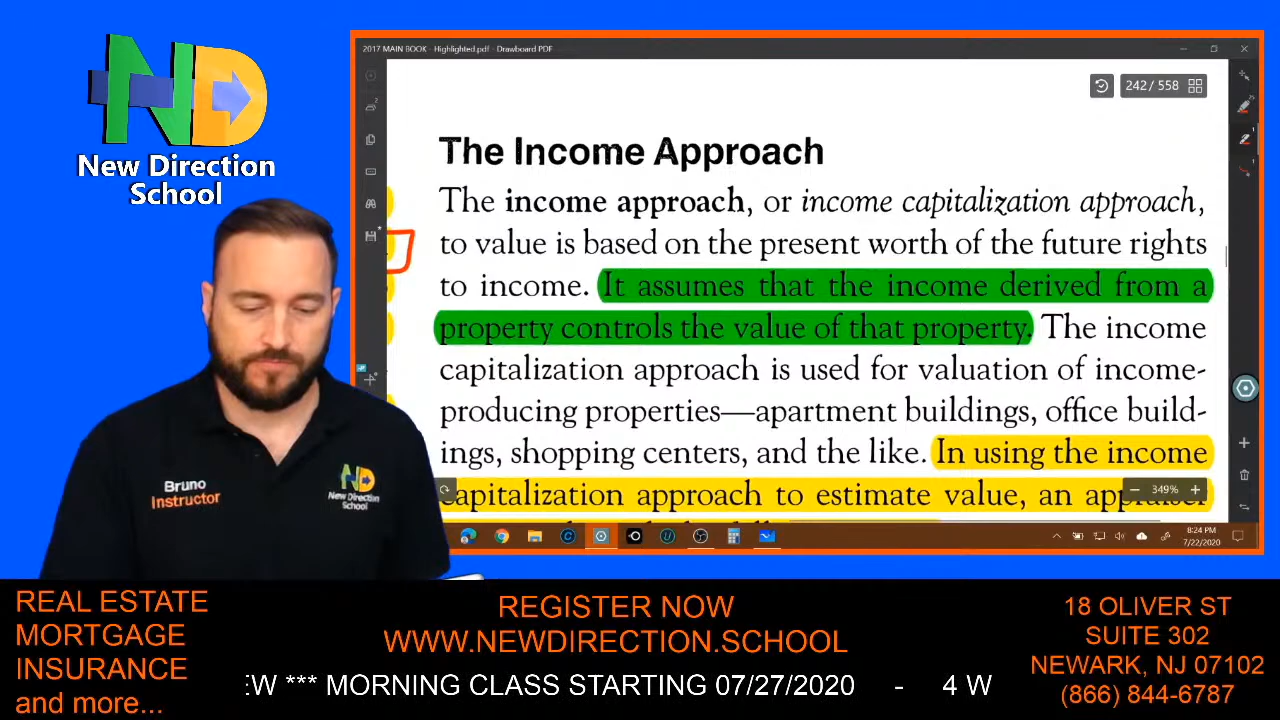 New Direction
School
2017 MAIN BOOK - Highlighted.pdf - Drawboard PDF
242 / 558
The Income Approach
The income approach, or income capitalization approach,
to value is based on the present worth of the future rights
to income. It assumes that the income derived from a
property controls the value of that property. The income
capitalization approach is used for valuation of income-
producing properties—apartment buildings, office build-
ings, shopping centers, and the like. In using the income
capitalization approach to estimate value, an appraiser
349%
8:24 PM
7/22/2020
Bruno
Instructor
New Direction
School
REAL ESTATE
MORTGAGE
INSURANCE
and more...
REGISTER NOW
WWW.NEWDIRECTION.SCHOOL
EW *** MORNING CLASS STARTING 07/27/2020 - 4 W
18 OLIVER ST
SUITE 302
NEWARK, NJ 07102
(866) 844-6787